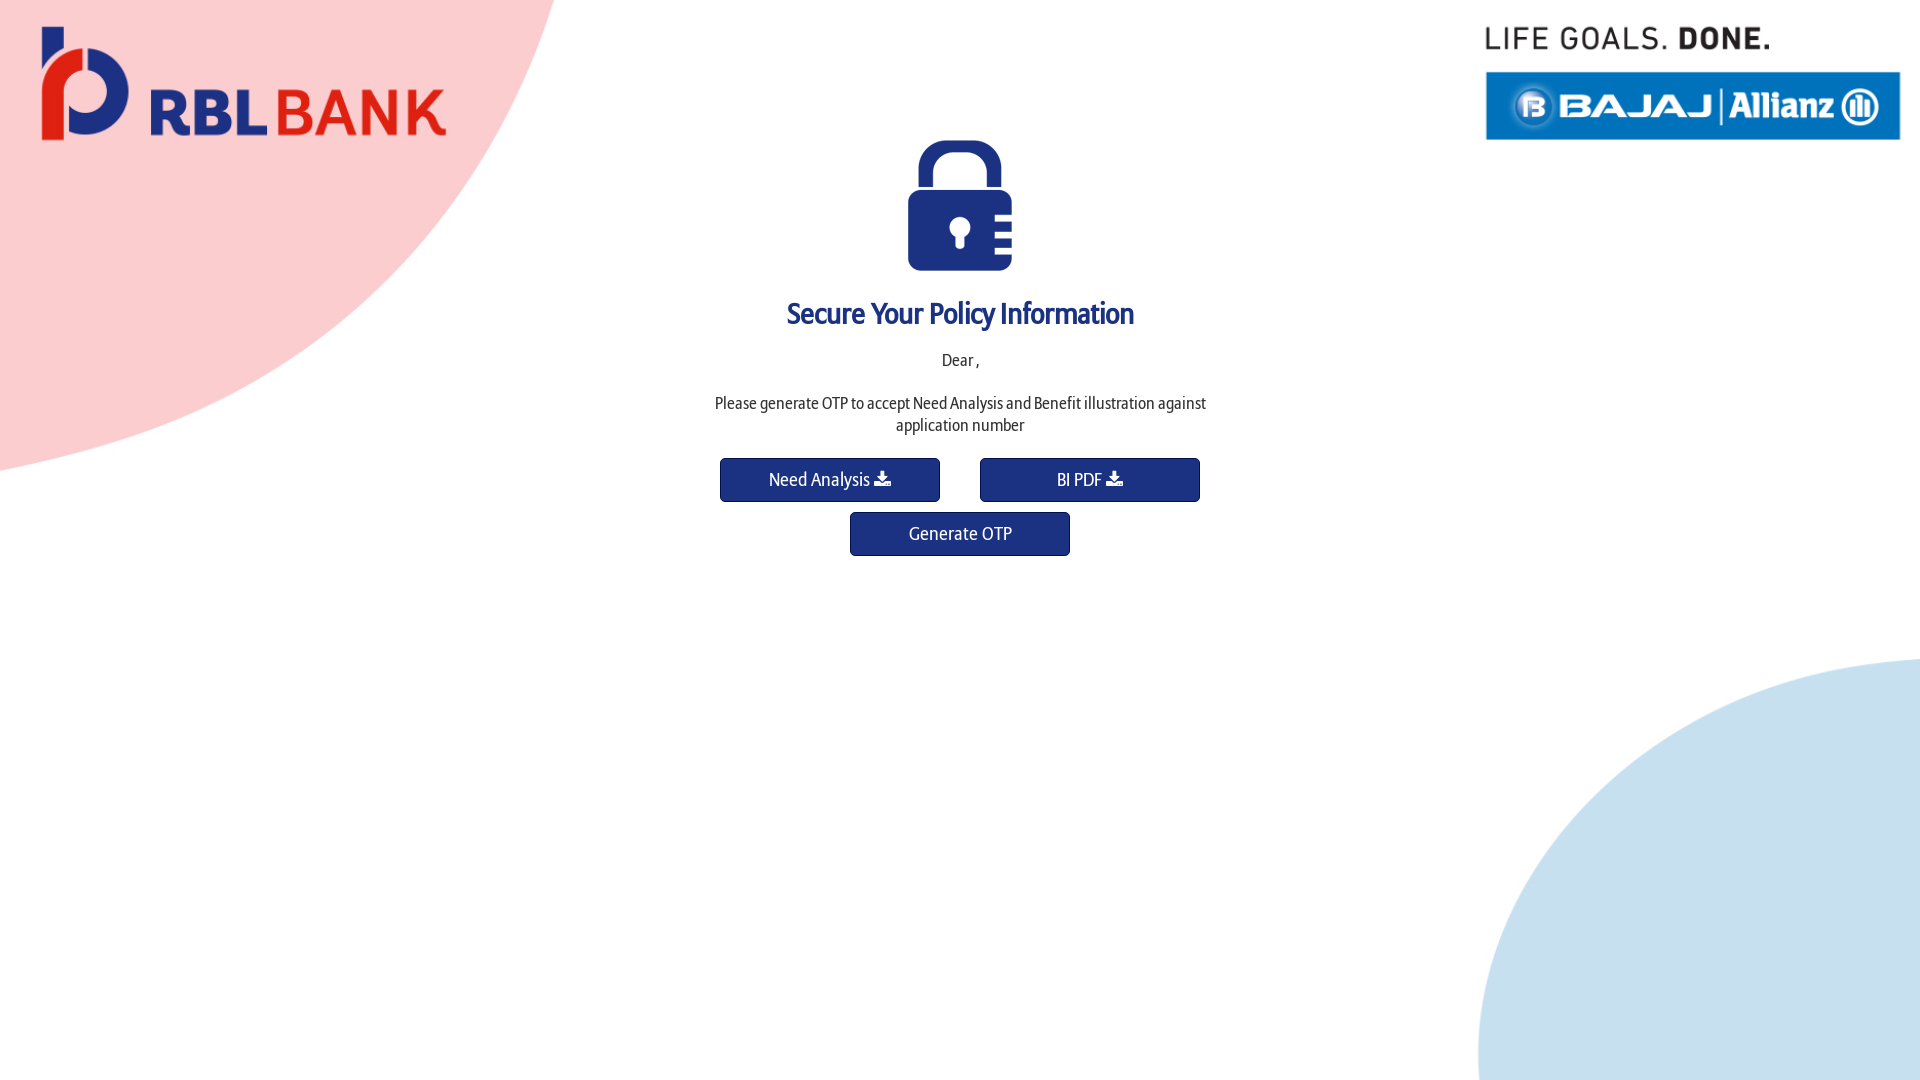 RBL BANK
LIFE GOALS. DONE.
B BAJAJ | Allianz
Secure Your Policy Information
Dear ,
Please generate OTP to accept Need Analysis and Benefit illustration against
application number
Need Analysis
BI PDF
Generate OTP